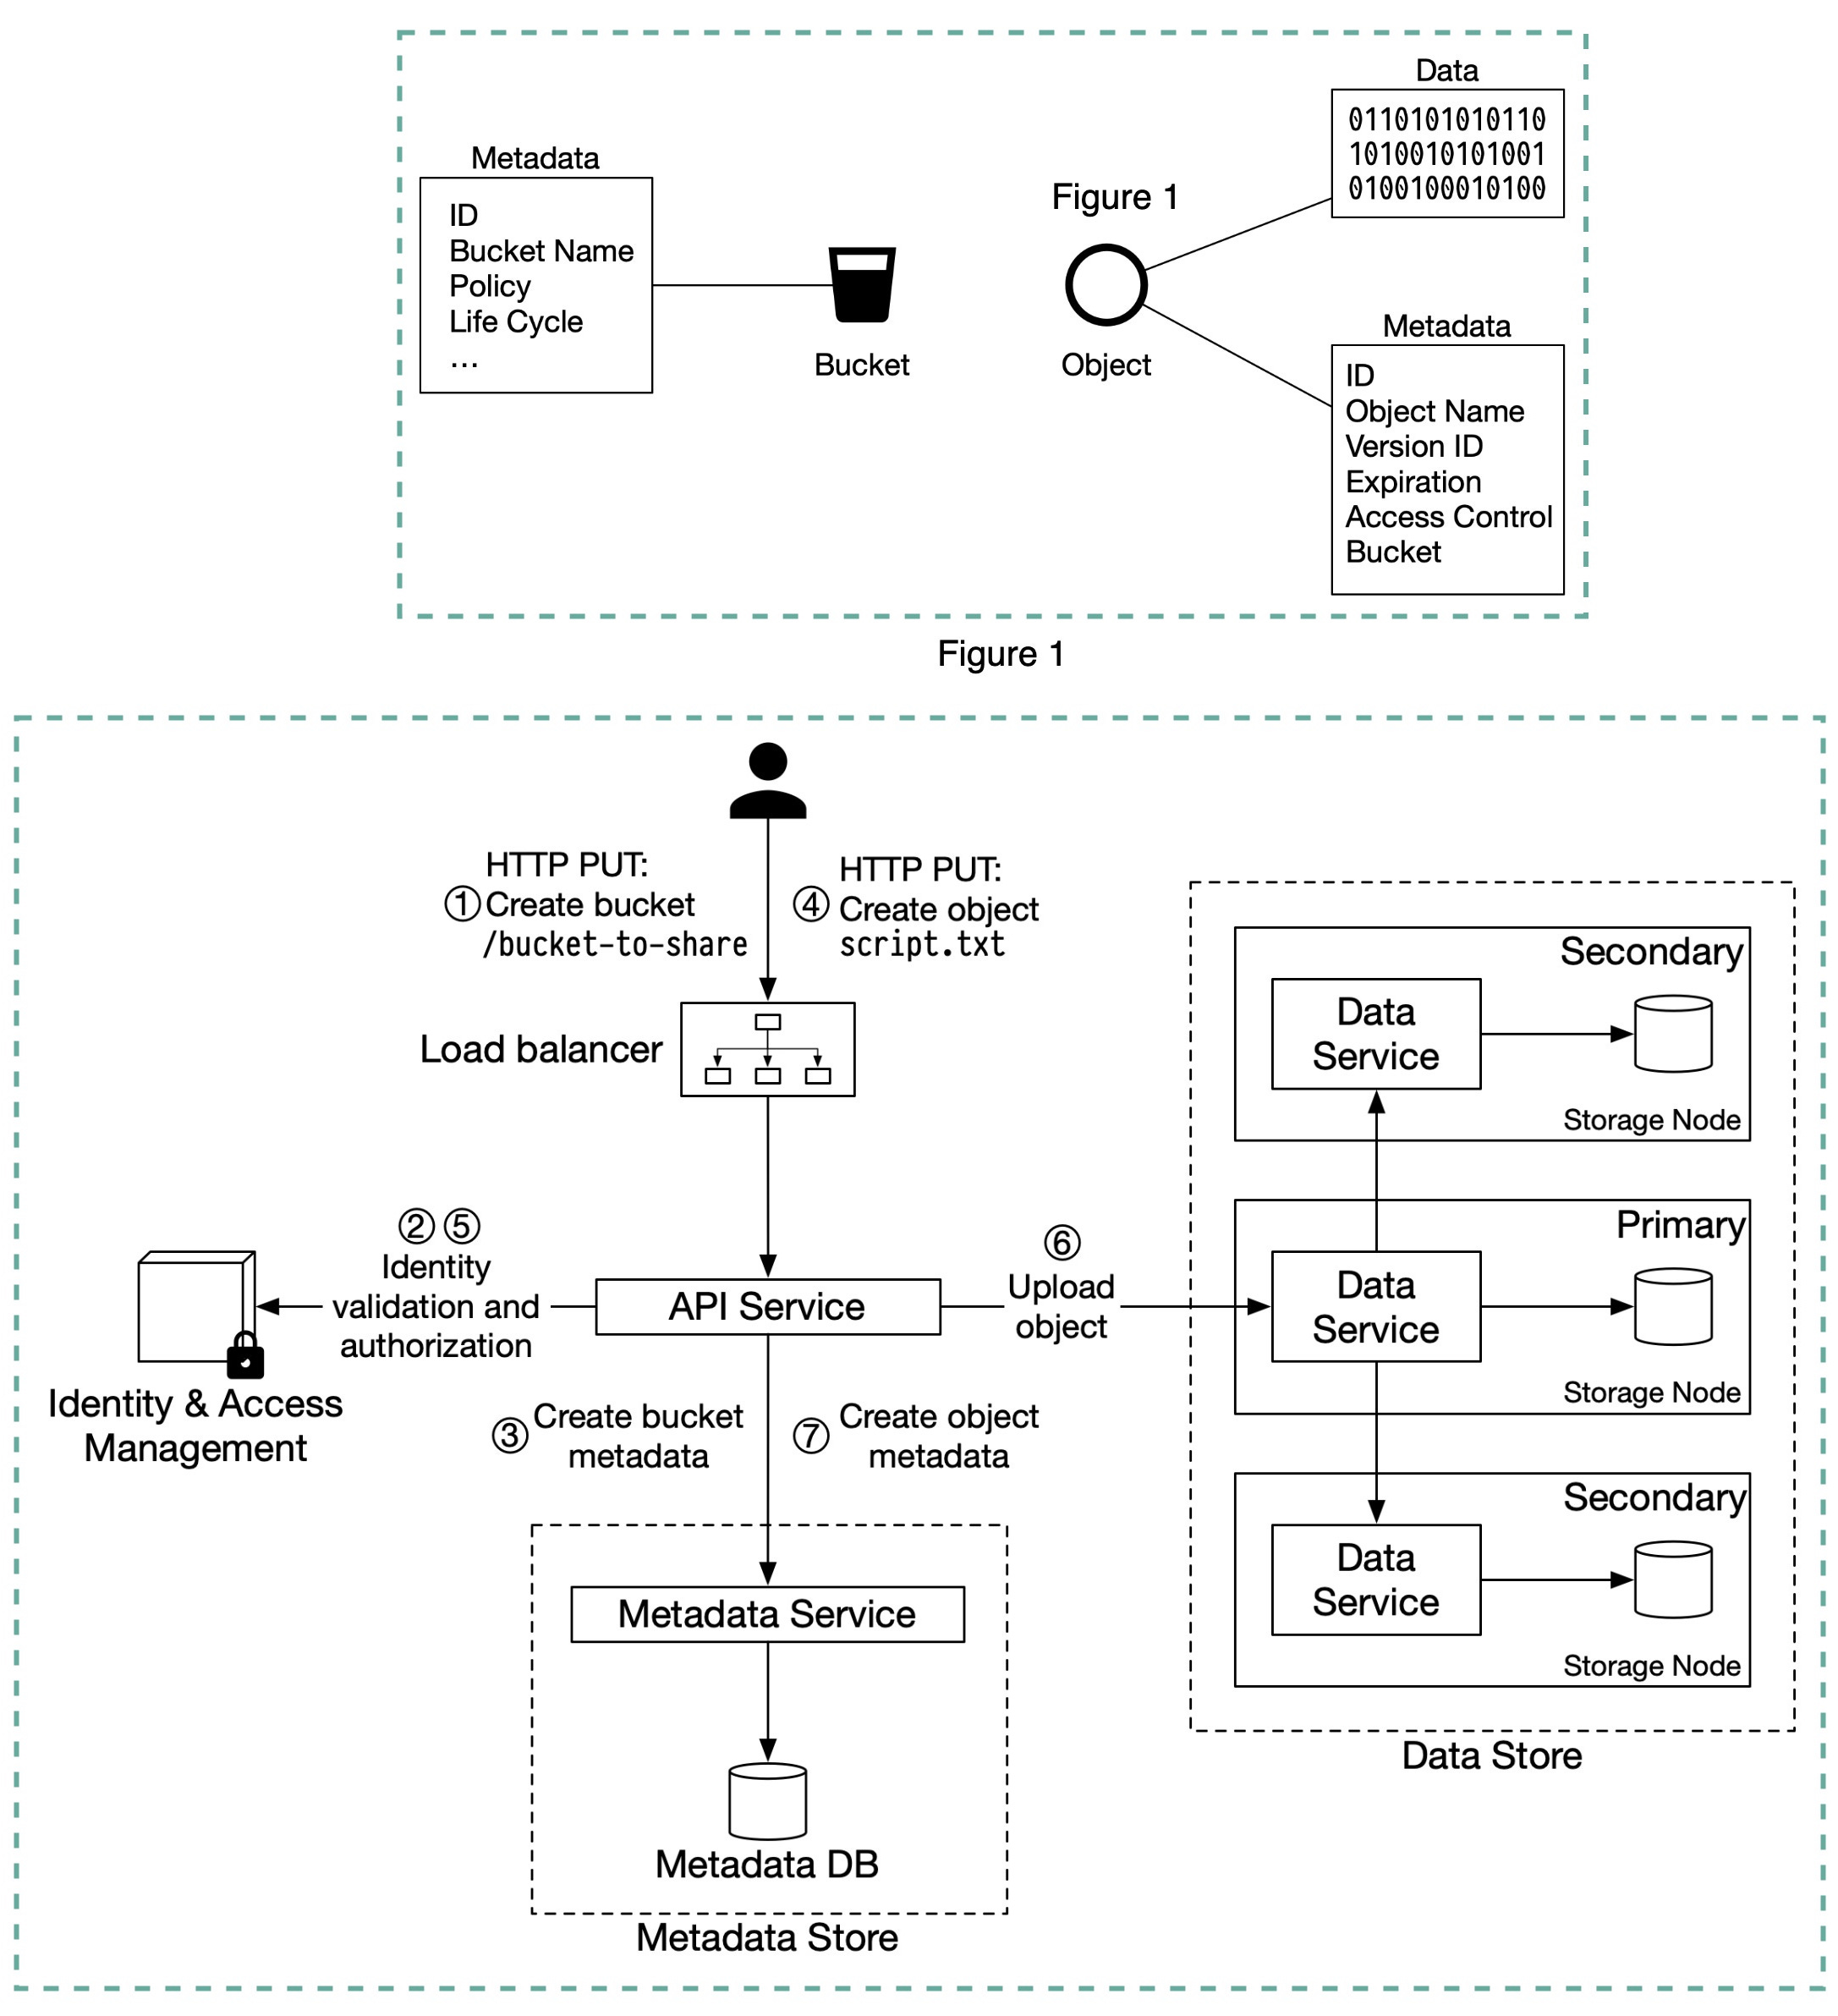 Metadata
ID
Bucket Name
Policy
Life Cycle
...
Bucket
Figure 1
Object
Data
0110101010110
1010010101001
0100100010100
Metadata
ID
Object Name
Version ID
Expiration
Access Control
Bucket
Figure 1
HTTP PUT:
① Create bucket
/bucket-to-share
HTTP PUT:
④ Create object
script.txt
Load balancer
② ⑤
Identity
validation and
authorization
Identity & Access
Management
API Service
⑥
Upload
object
③ Create bucket
metadata
⑦ Create object
metadata
Metadata Service
Metadata DB
Metadata Store
Secondary
Data
Service
Storage Node
Primary
Data
Service
Storage Node
Secondary
Data
Service
Storage Node
Data Store